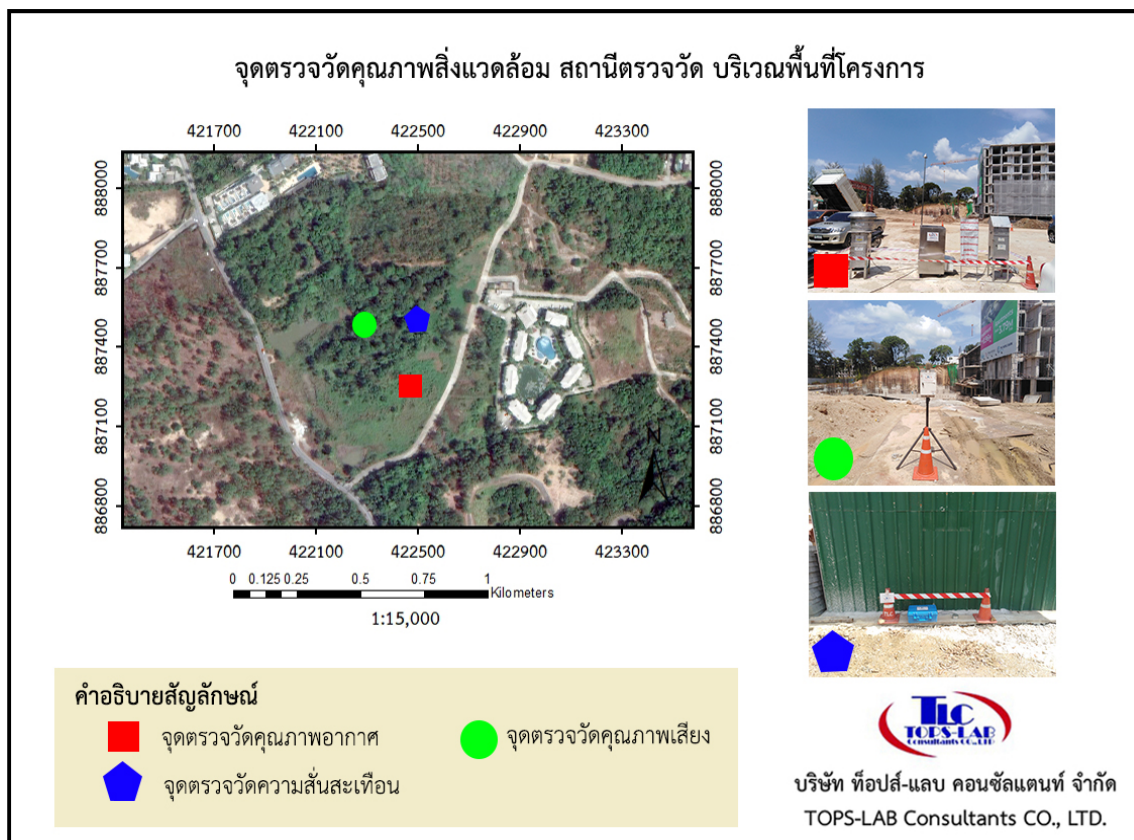 จุดตรวจวัดคุณภาพสิ่งแวดล้อม สถานีตรวจวัด บริเวณพื้นที่โครงการ
421700 422100 422500 422900 423300
888000 888000
887700 887700
887400 887400
887100 887100
886800 886800
N
421700 422100 422500 422900 423300
0 0.125 0.25 0.5 0.75 1
Kilometers
1:15,000
คำอธิบายสัญลักษณ์
จุดตรวจวัดคุณภาพอากาศ
จุดตรวจวัดคุณภาพเสียง
จุดตรวจวัดความสั่นสะเทือน
TLC
TOPS-LAB
Consultants CO.,LTD
บริษัท ท็อปส์-แลบ คอนซัลแตนท์ จำกัด
TOPS-LAB Consultants CO., LTD.